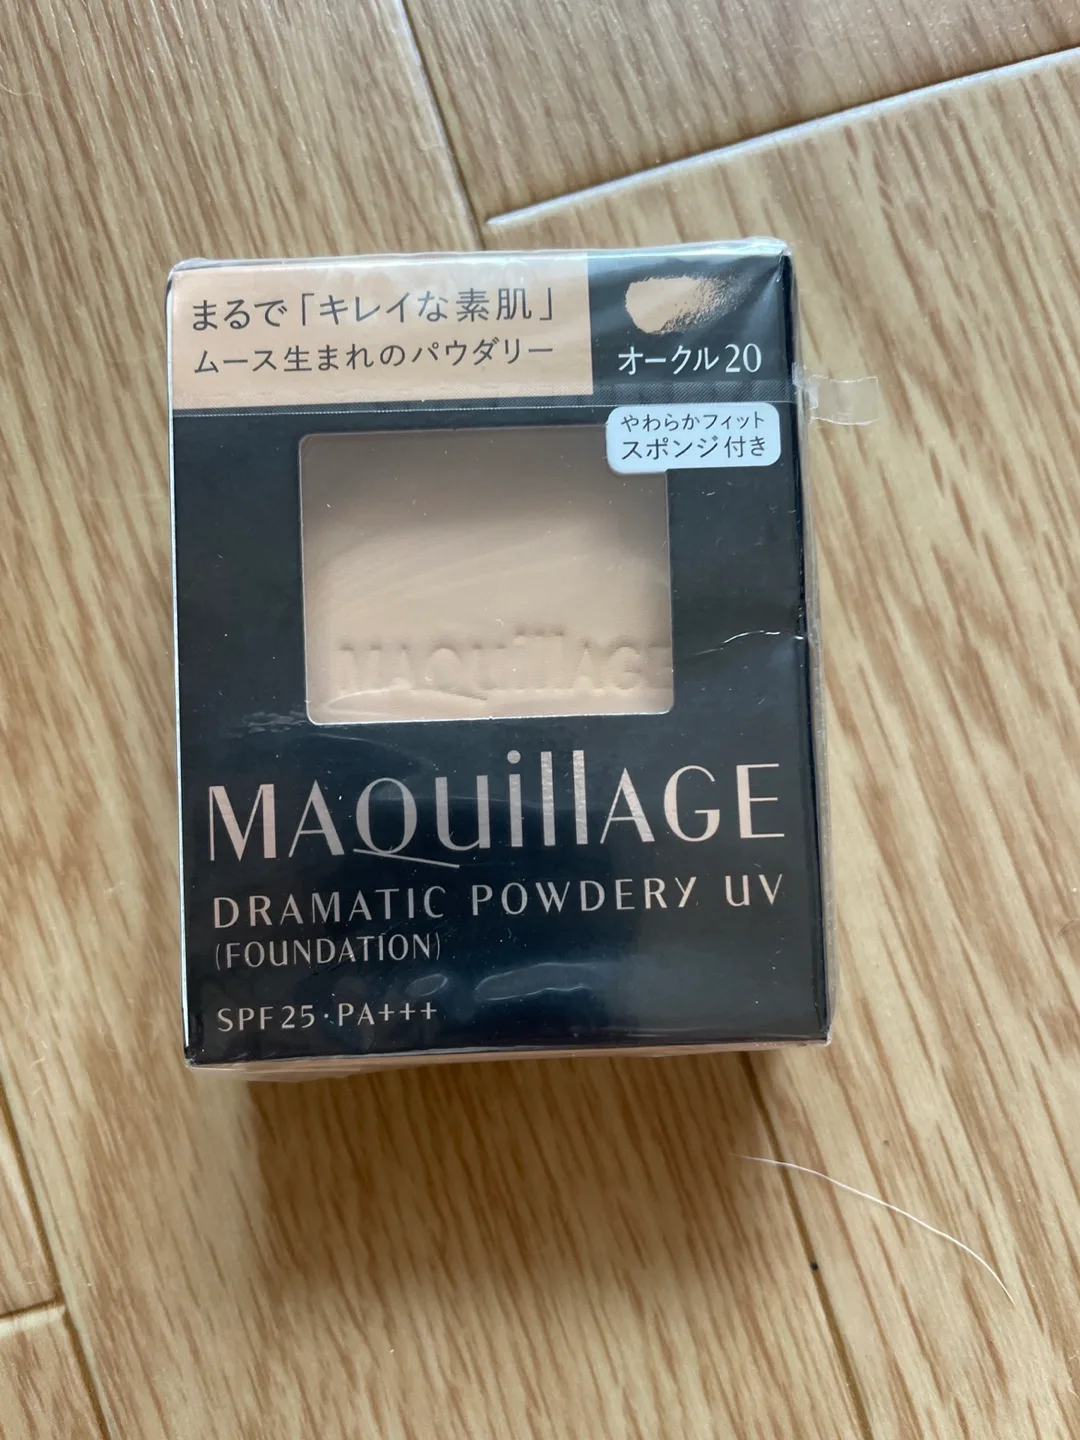 まるで「キレイな素肌」
ムース生まれのパウダリー
オークル20
やわらかフィット
スポンジ付き
MAQuillAGE
MAQuillAGE
DRAMATIC POWDERY UV
(FOUNDATION)
SPF25・PA+++